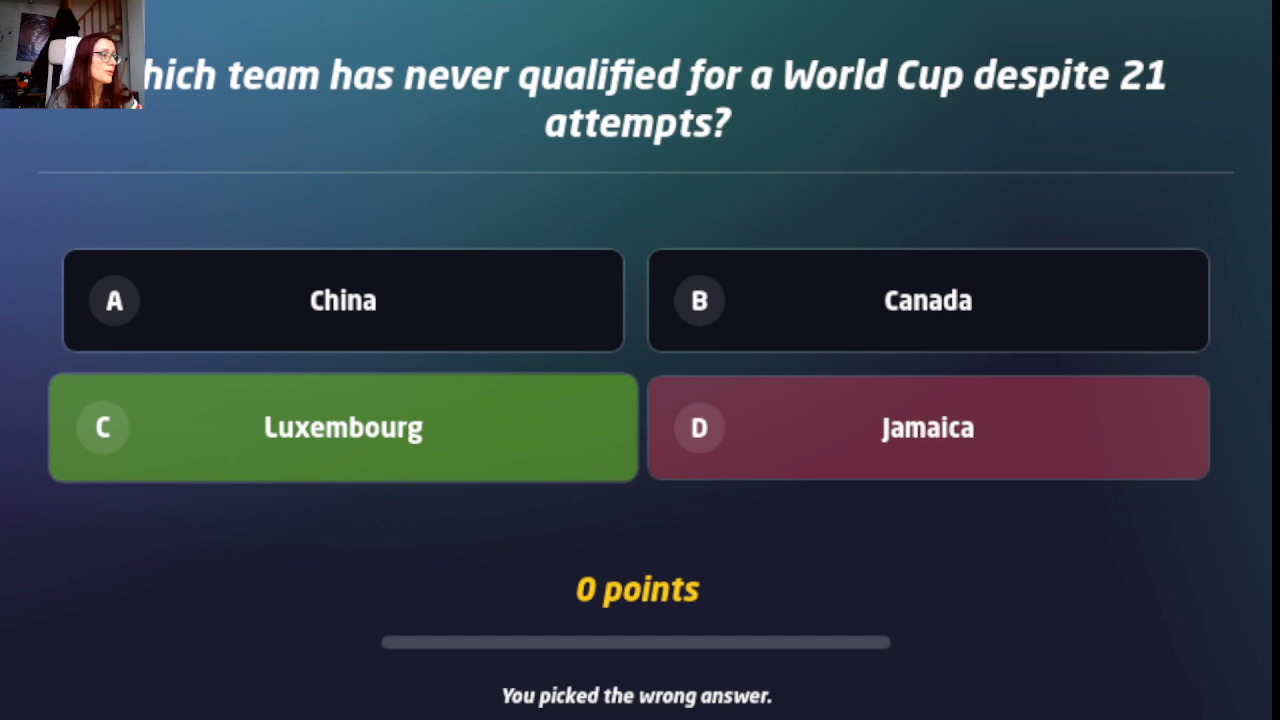 hich team has never qualified for a World Cup despite 21
attempts?
A China
B Canada
C Luxembourg
D Jamaica
0 points
You picked the wrong answer.